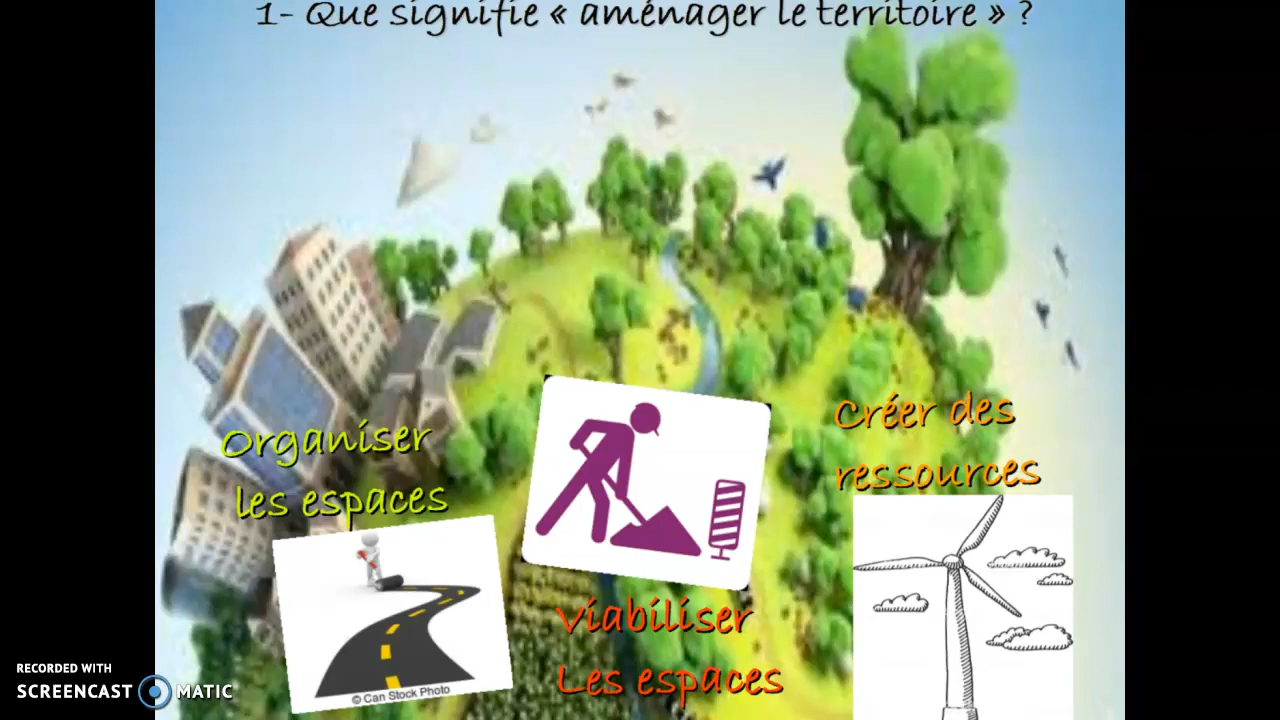 1- Que signifie « aménager le territoire » ?
Organiser
les espaces
Créer des
ressources
© Can Stock Photo
Viabiliser
Les espaces
RECORDED WITH
SCREENCAST MATIC